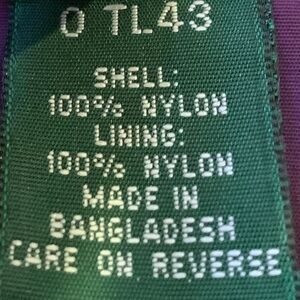 0 TL43
SHELL:
100% NYLON
LINING:
100% NYLON
MADE IN
BANGLADESH
CARE ON REVERSE